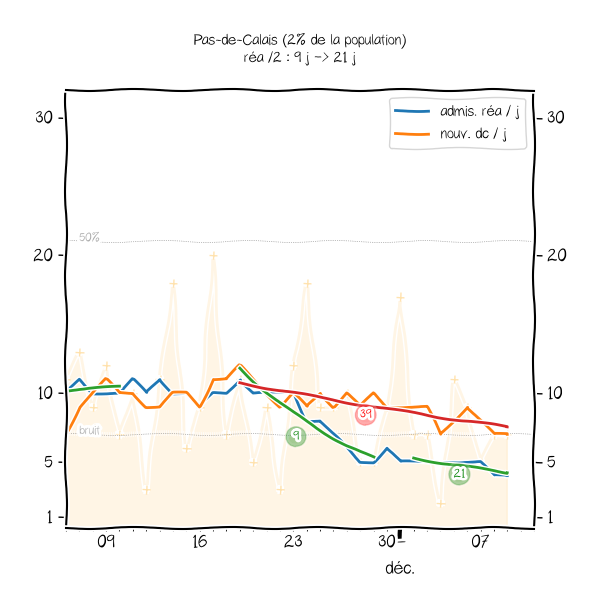 Pas-de-Calais (2% de la population)
réa /2 : 9 j -> 21 j
admis. réa / j
nouv. dc / j
30 30
50%
20 20
10 10
39
bruit
9
5 5
21
1 1
09 16 23 30 07
déc.